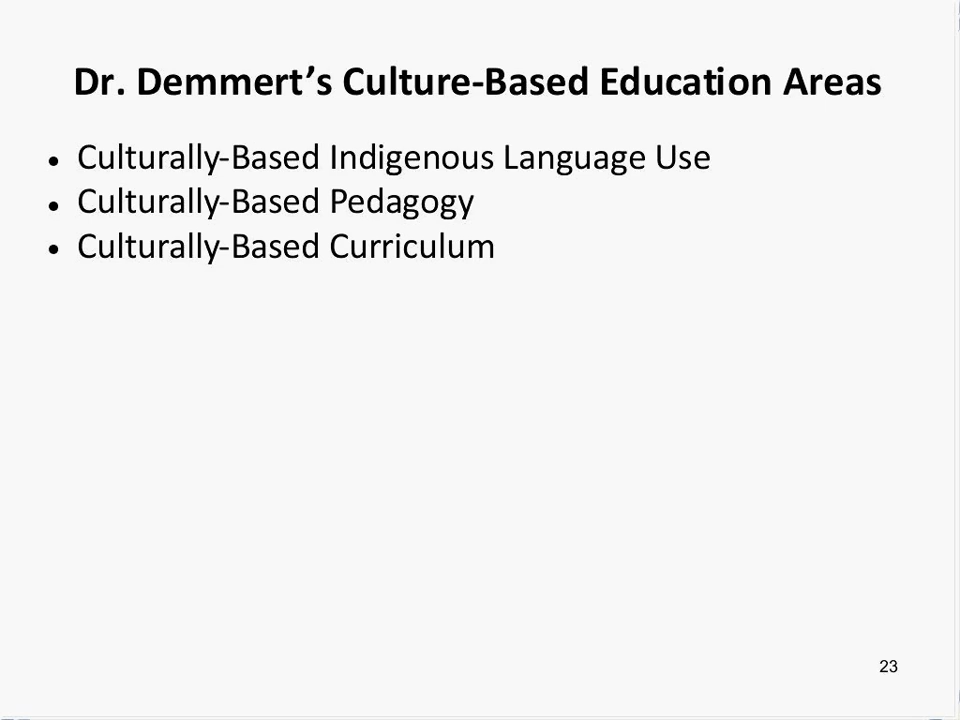 Dr. Demmert’s Culture-Based Education Areas
• Culturally-Based Indigenous Language Use
• Culturally-Based Pedagogy
• Culturally-Based Curriculum
23